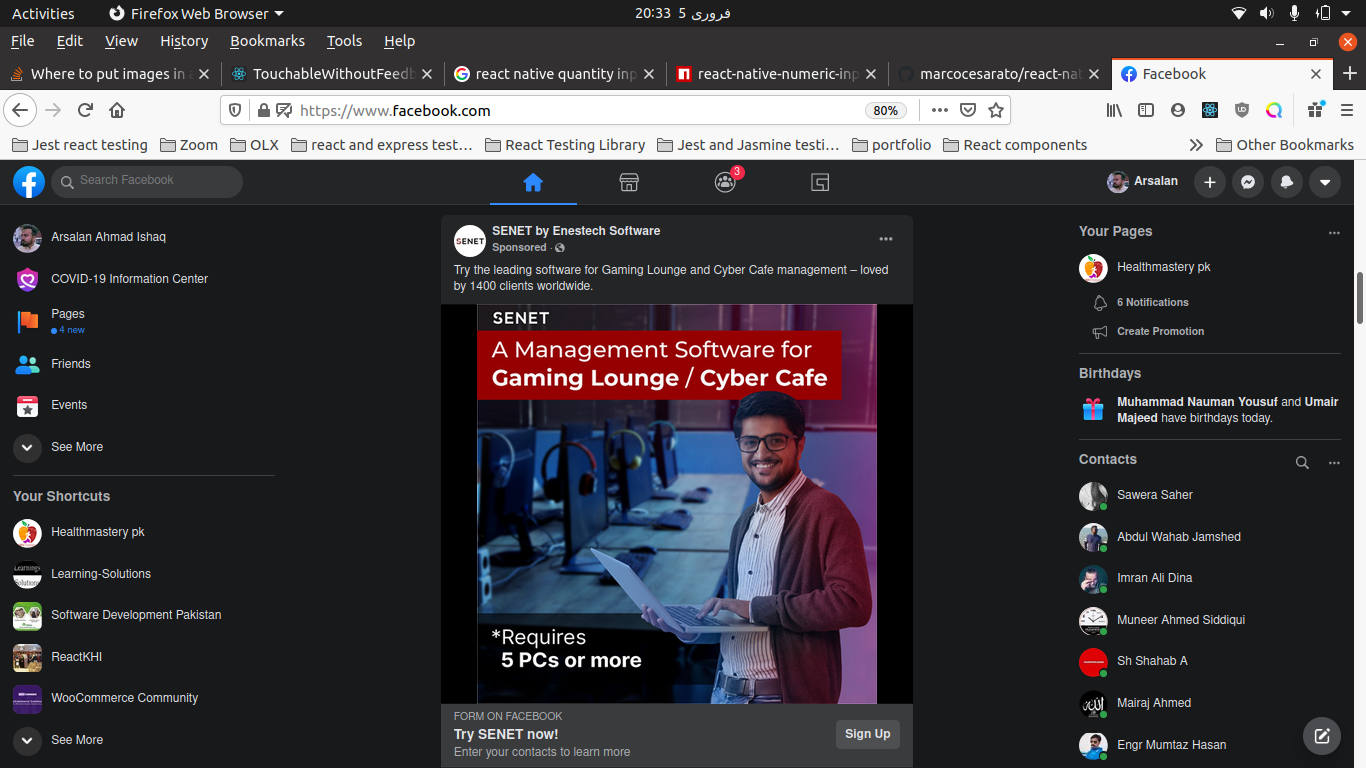 Activities
Firefox Web Browser
20:33 5 فروری
File Edit View History Bookmarks Tools Help
Where to put images in a
TouchableWithoutFeedb
react native quantity inp
react-native-numeric-inp
marcocesarato/react-nat
Facebook
https://www.facebook.com
80%
Jest react testing
Zoom
OLX
react and express test…
React Testing Library
Jest and Jasmine testi…
portfolio
React components
Other Bookmarks
Search Facebook
3
Arsalan
Arsalan Ahmad Ishaq
COVID-19 Information Center
Pages
4 new
Friends
Events
See More
Your Shortcuts
Healthmastery pk
Learning-Solutions
Software Development Pakistan
ReactKHI
WooCommerce Community
See More
SENET
SENET by Enestech Software
Sponsored ·
Try the leading software for Gaming Lounge and Cyber Cafe management – loved
by 1400 clients worldwide.
SENET
A Management Software for
Gaming Lounge / Cyber Cafe
*Requires
5 PCs or more
FORM ON FACEBOOK
Try SENET now!
Enter your contacts to learn more
Sign Up
Your Pages
Healthmastery pk
6 Notifications
Create Promotion
Birthdays
Muhammad Nauman Yousuf and Umair
Majeed have birthdays today.
Contacts
Sawera Saher
Abdul Wahab Jamshed
Imran Ali Dina
Muneer Ahmed Siddiqui
Sh Shahab A
Mairaj Ahmed
Engr Mumtaz Hasan